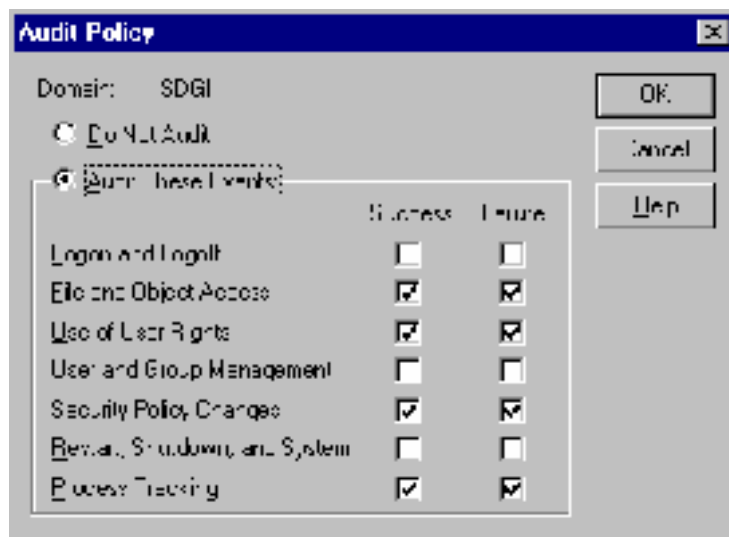 Audit Policy
Domain: SDGI
Do Not Audit
Audit These Events:
Success Failure
Logon and Logoff
File and Object Access
Use of User Rights
User and Group Management
Security Policy Changes
Restart, Shutdown, and System
Process Tracking
OK
Cancel
Help